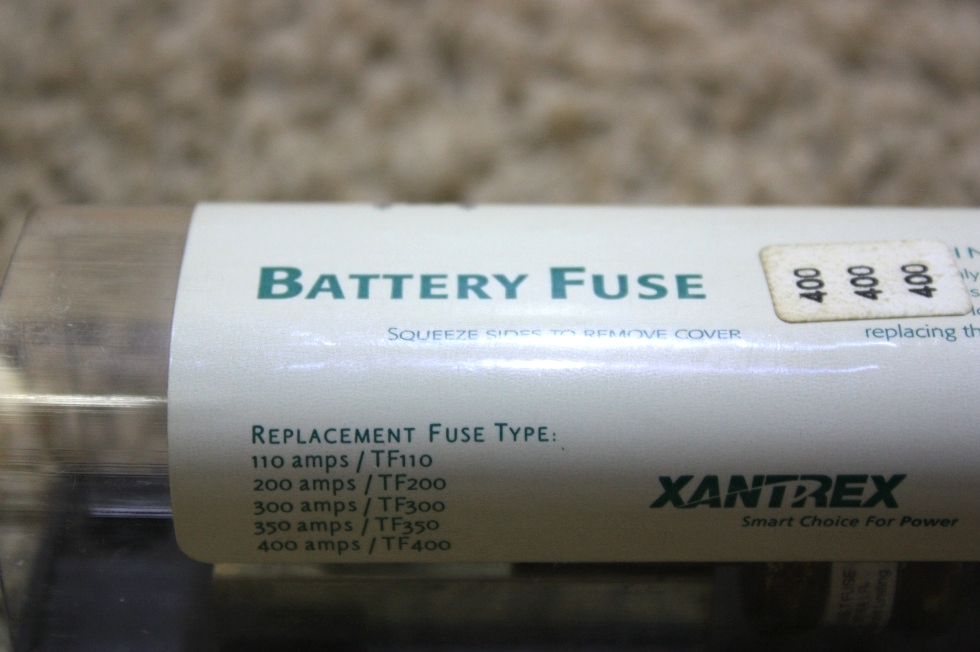 BATTERY FUSE
SQUEEZE SIDES TO REMOVE COVER
400
400
400
replacing
REPLACEMENT FUSE TYPE:
110 amps / TF110
200 amps / TF200
300 amps / TF300
350 amps / TF350
400 amps / TF400
XANTREX
Smart Choice For Power